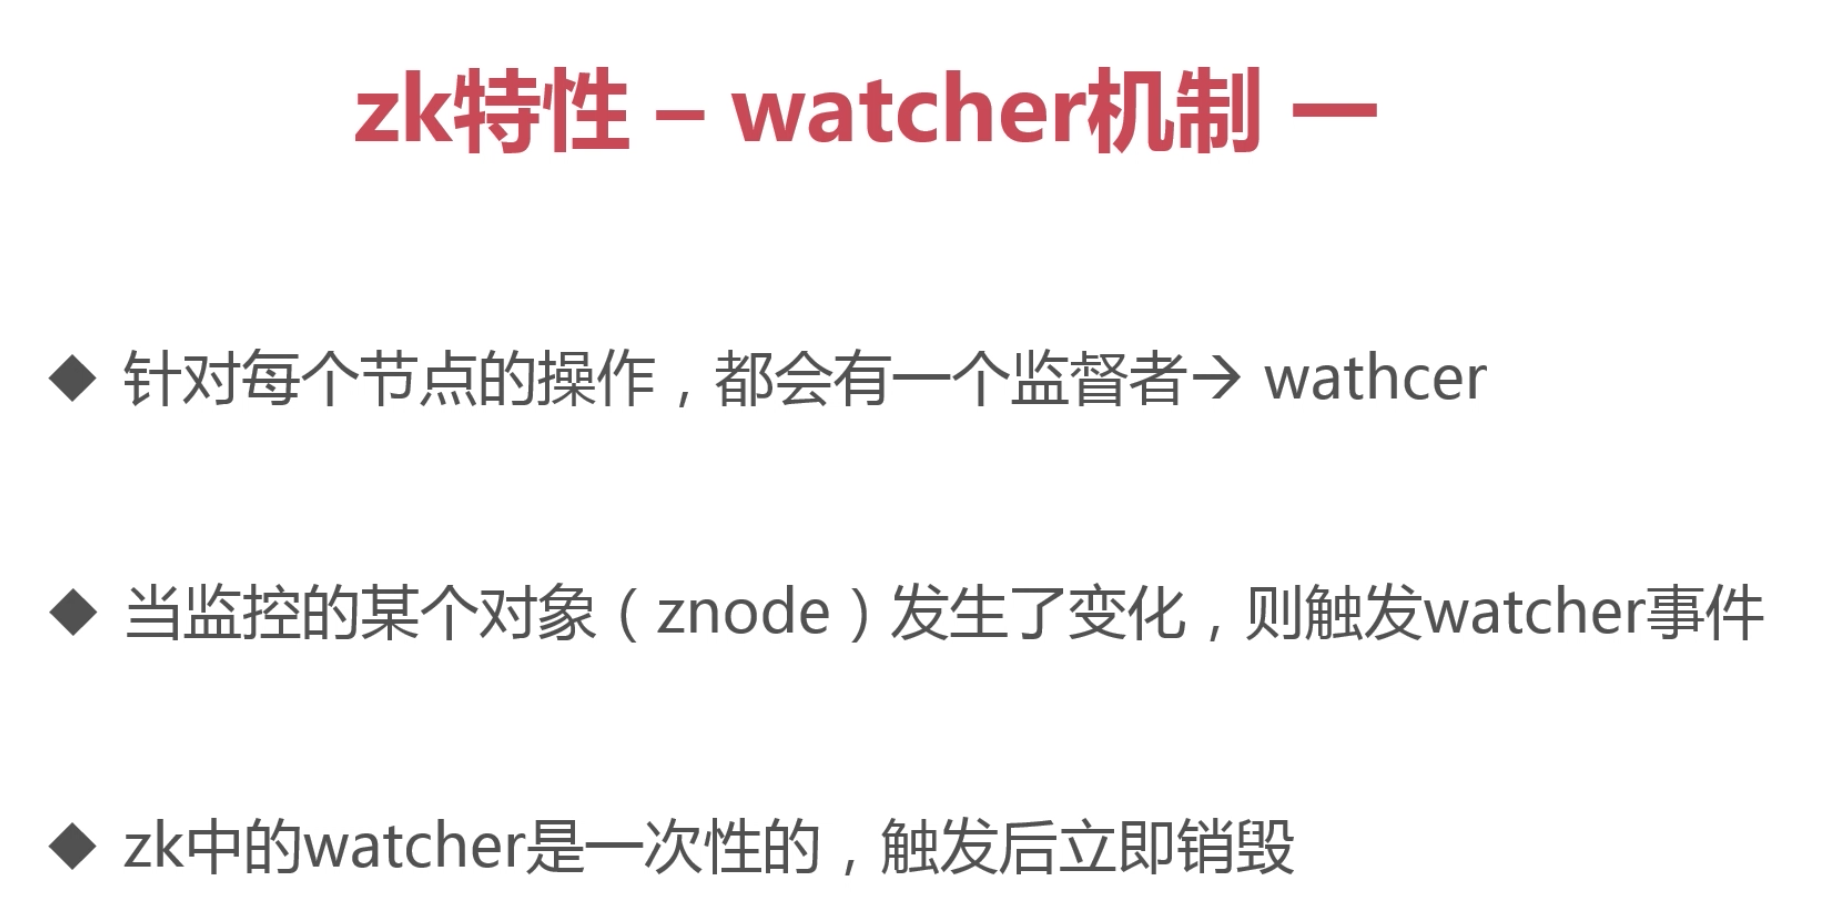 zk特性 – watcher机制 一
◆ 针对每个节点的操作，都会有一个监督者→ wathcer
◆ 当监控的某个对象（znode）发生了变化，则触发watcher事件
◆ zk中的watcher是一次性的，触发后立即销毁